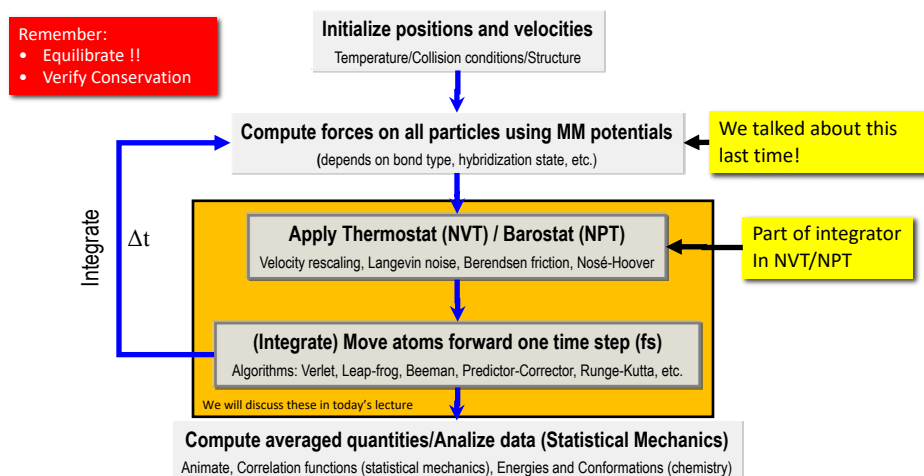 Remember:
• Equilibrate !!
• Verify Conservation
Initialize positions and velocities
Temperature/Collision conditions/Structure
Compute forces on all particles using MM potentials
(depends on bond type, hybridization state, etc.)
We talked about this
last time!
Integrate
Δt
Apply Thermostat (NVT) / Barostat (NPT)
Velocity rescaling, Langevin noise, Berendsen friction, Nosé-Hoover
Part of integrator
In NVT/NPT
(Integrate) Move atoms forward one time step (fs)
Algorithms: Verlet, Leap-frog, Beeman, Predictor-Corrector, Runge-Kutta, etc.
We will discuss these in today's lecture
Compute averaged quantities/Analize data (Statistical Mechanics)
Animate, Correlation functions (statistical mechanics), Energies and Conformations (chemistry)